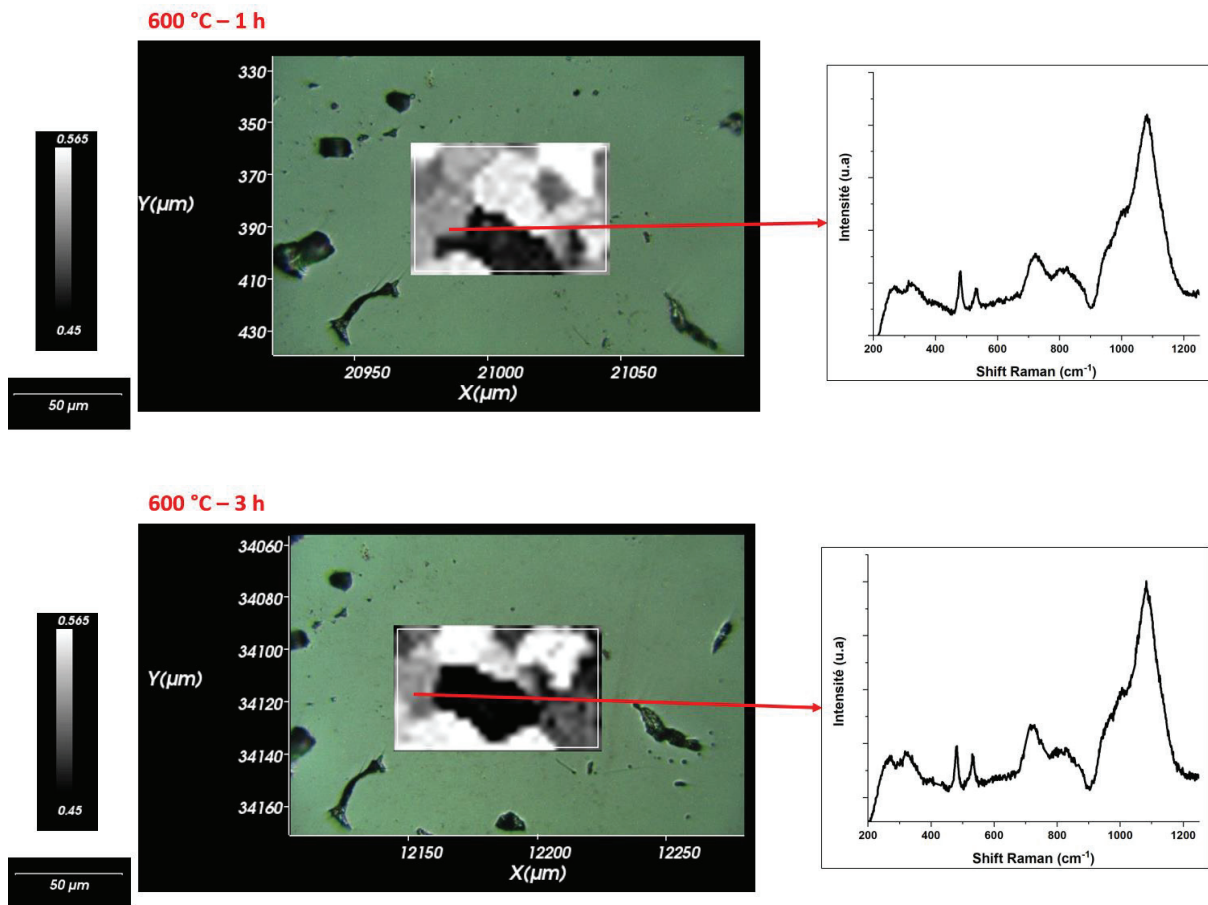 600 °C – 1 h
0.565
0.45
50 µm
330
350
370
Y(µm)
390
410
430
20950
21000
21050
X(µm)
Intensité (u.a)
200
400
600
800
1000
1200
Shift Raman (cm-1)
600 °C – 3 h
0.565
0.45
50 µm
34060
34080
34100
Y(µm)
34120
34140
34160
12150
12200
12250
X(µm)
Intensité (u.a)
200
400
600
800
1000
1200
Shift Raman (cm-1)